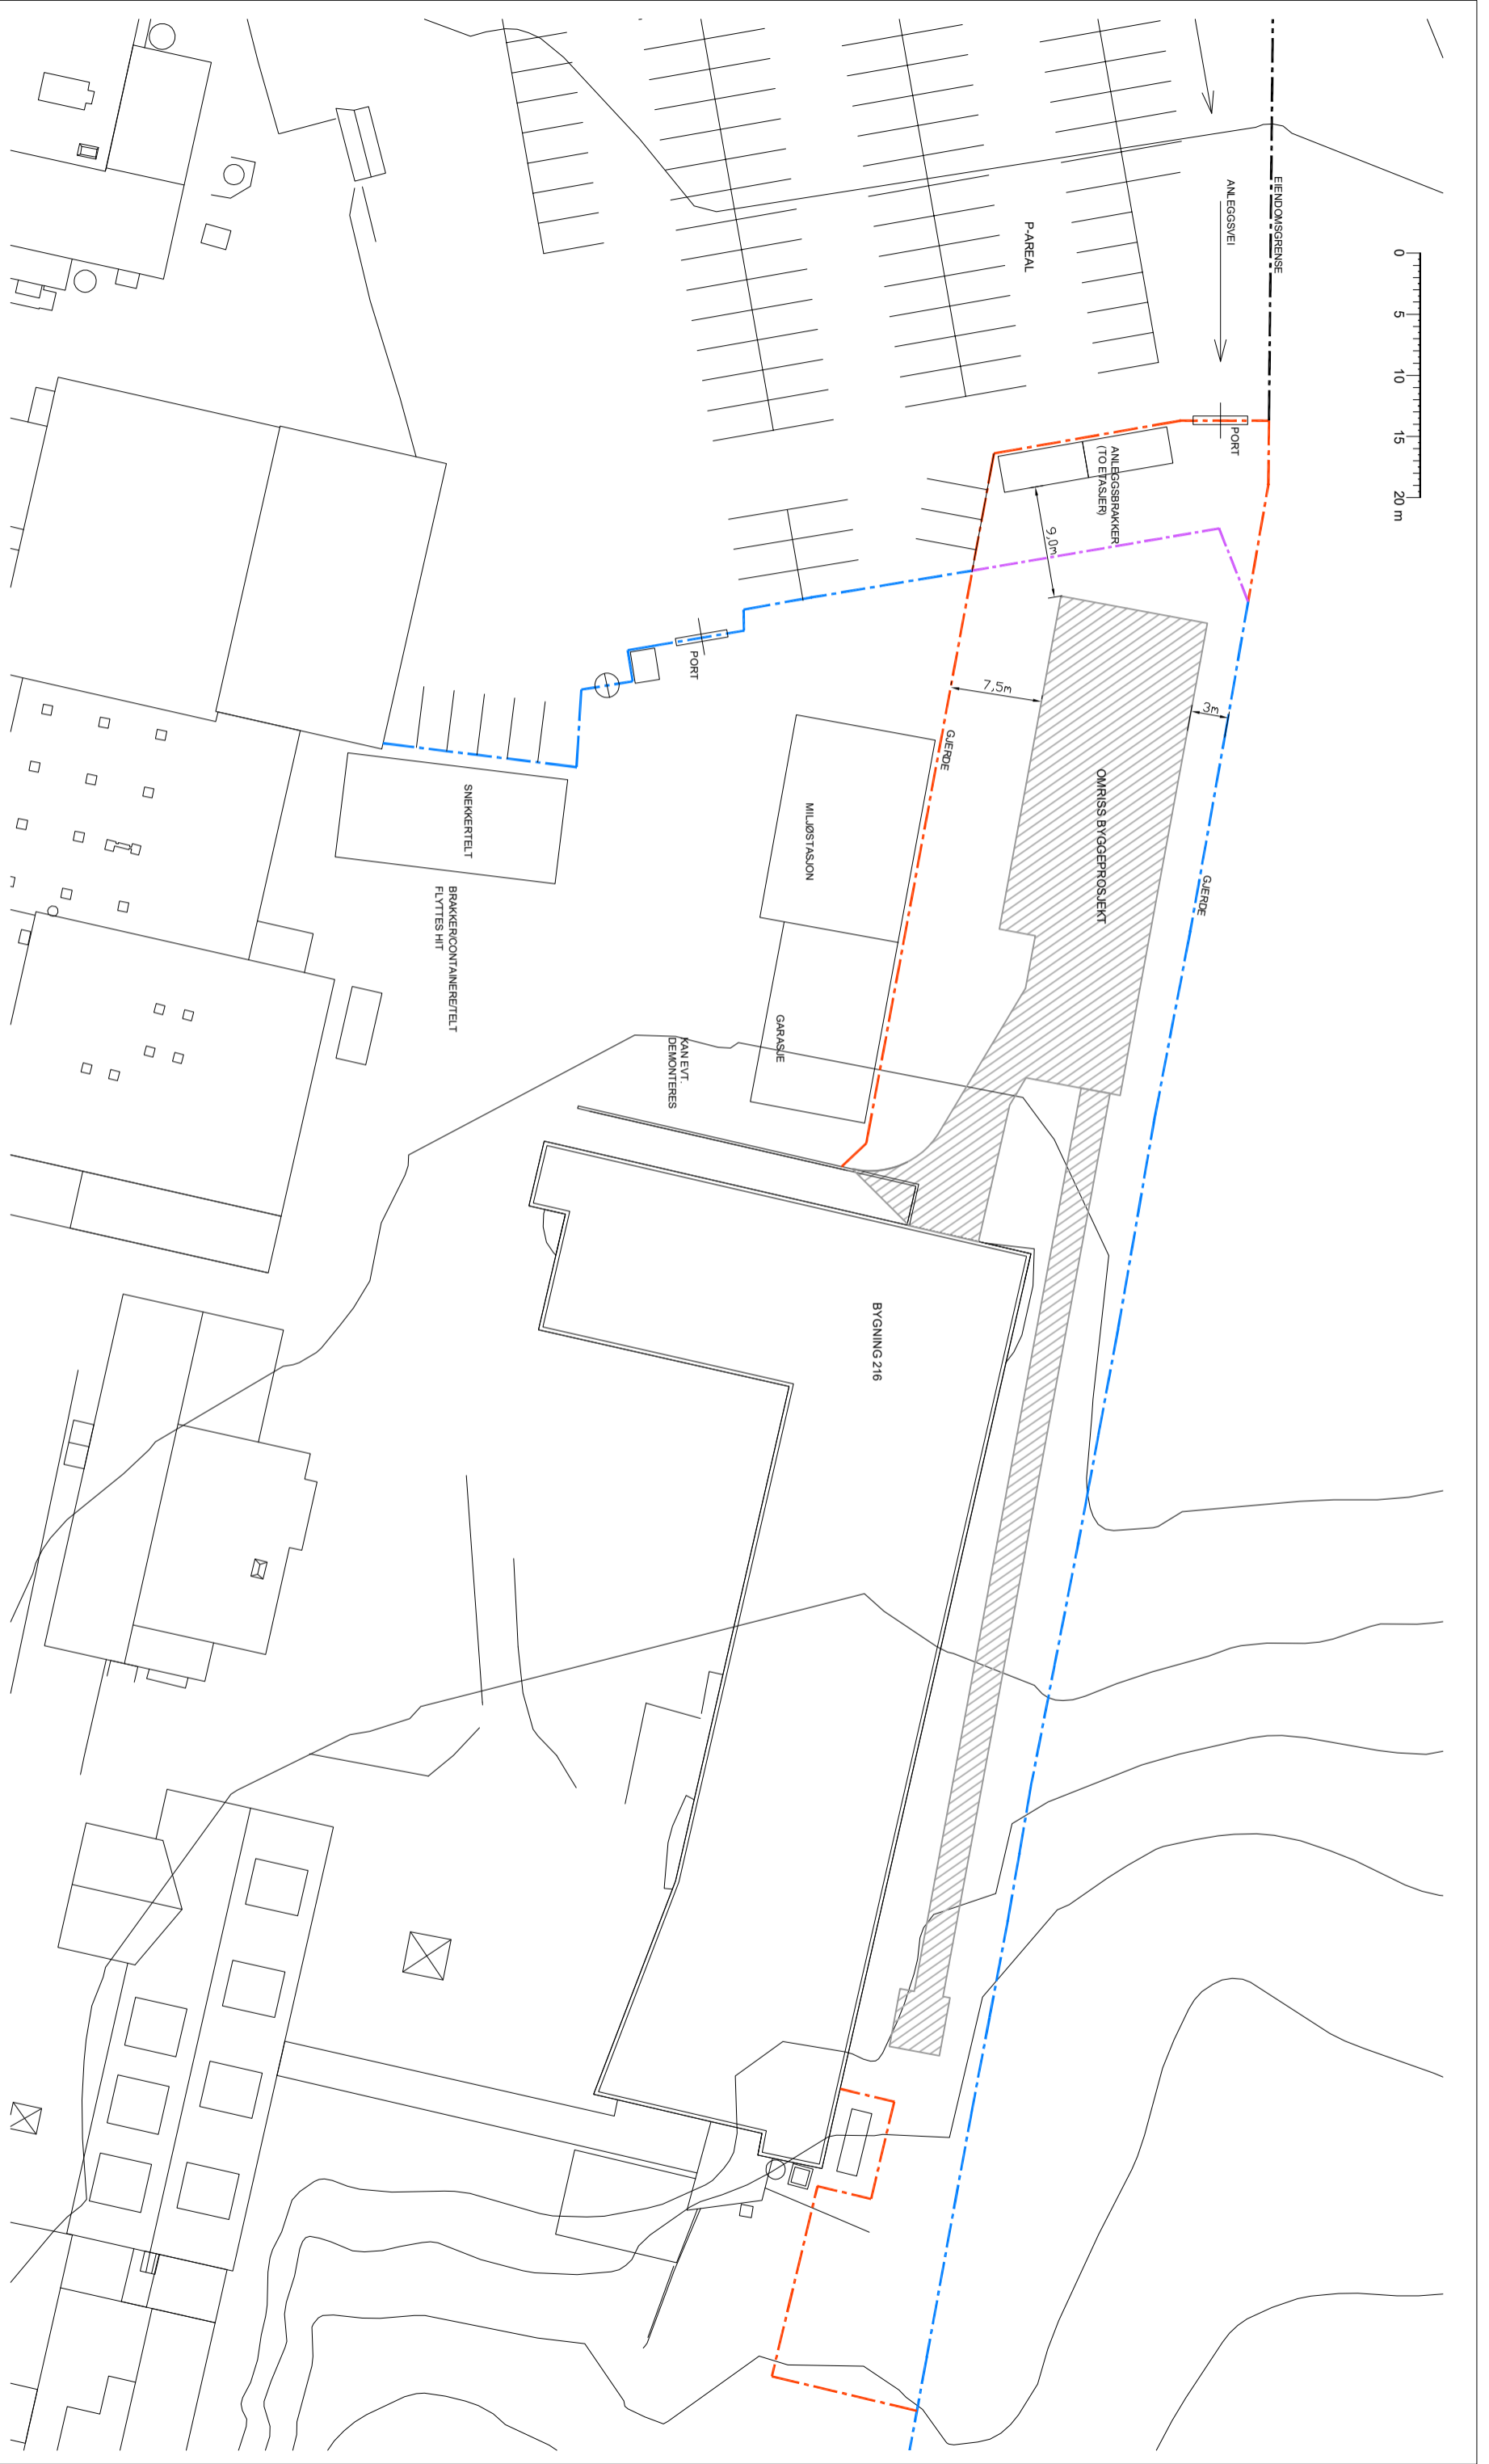 EIENDOMSGRENSE
ANLEGGSVEI
P-AREAL
0
5
10
15
20 m
PORT
ANLEGGSBRAKKER
(TO ETASJER)
9,0m
PORT
7,5m
3m
GJERDE
OMRISS BYGGEPROSJEKT
GJERDE
MILJØSTASJON
SNEKKERTELT
BRAKKER/CONTAINERE/TELT
FLYTTES HIT
GARASJE
KAN EVT.
DEMONTERES
BYGNING 216